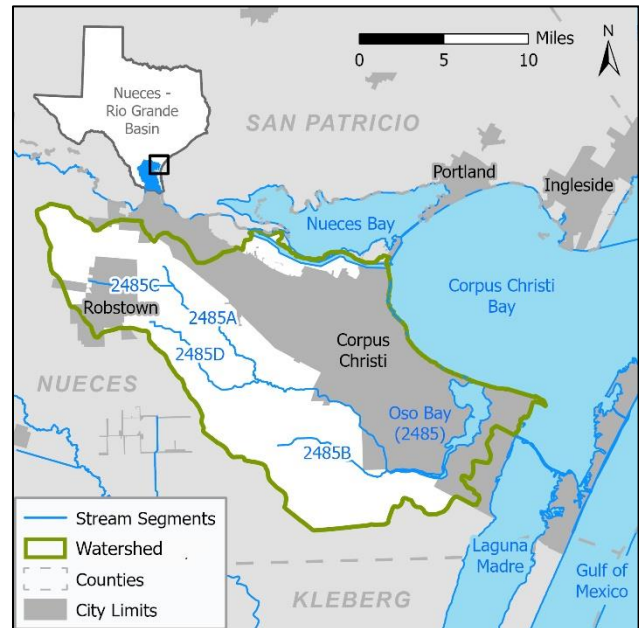 Miles
0 5 10
N
Nueces -
Rio Grande
Basin
SAN PATRICIO
Portland
Ingleside
Nueces Bay
2485C
Robstown
2485A
Corpus Christi
Bay
2485D
Corpus
Christi
NUECES
Oso Bay
(2485)
2485B
Stream Segments
Watershed
Counties
City Limits
Laguna
Madre
Gulf of
Mexico
KLEBERG